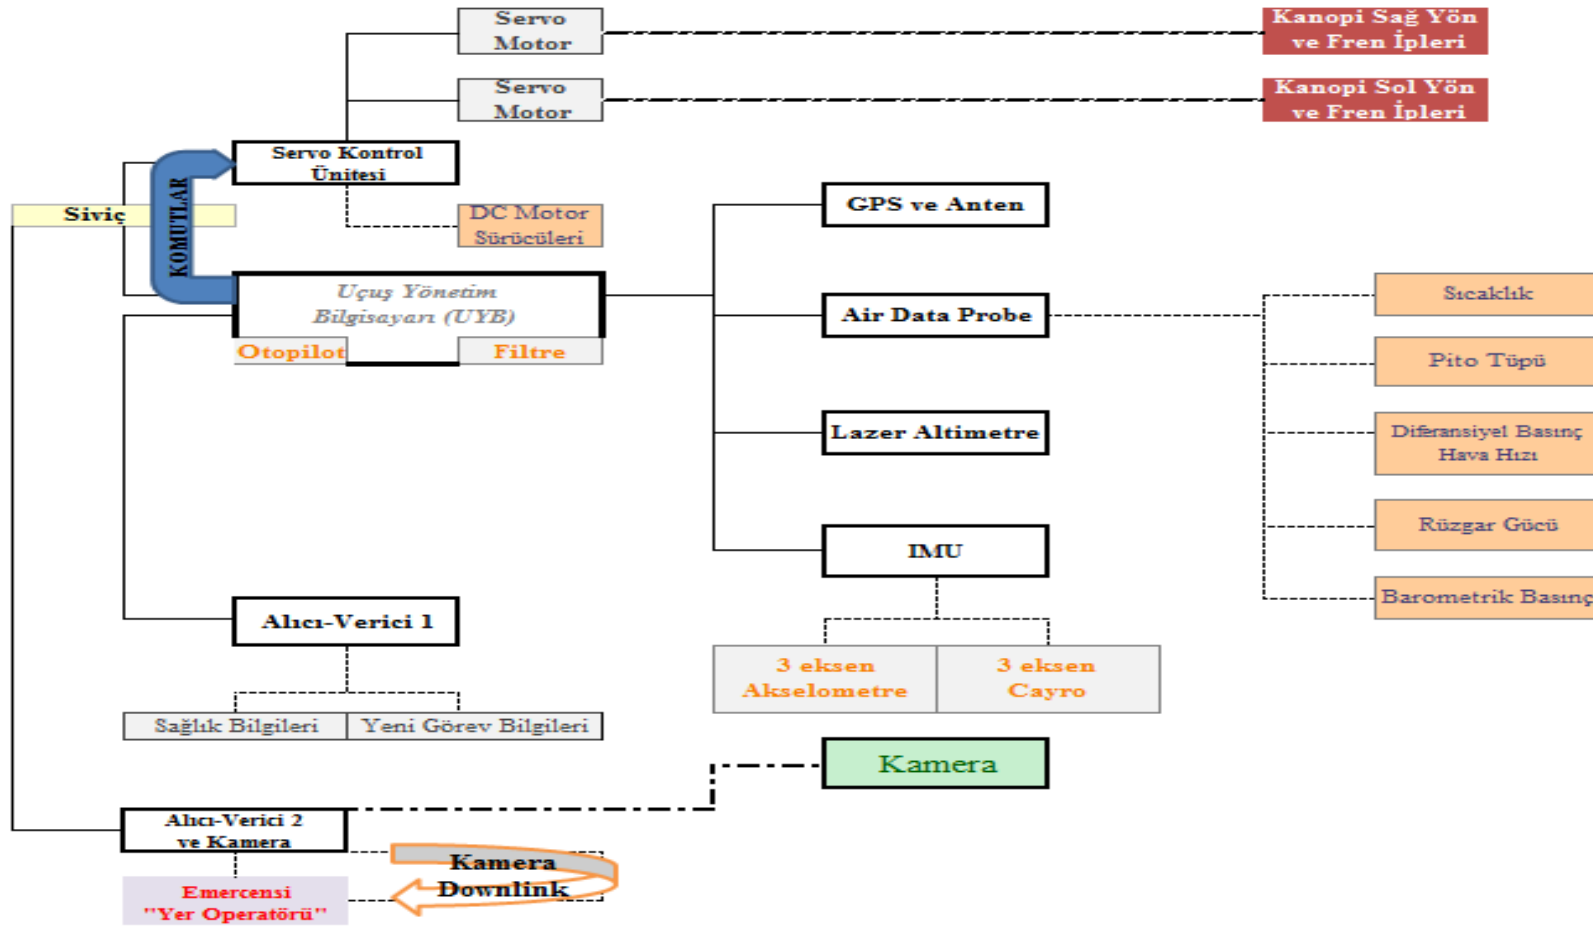 Servo
Motor
Kanopi Sağ Yön
ve Fren İpleri
Servo
Motor
Kanopi Sol Yön
ve Fren İpleri
Servo Kontrol
Ünitesi
Siviç
KOMUTLAR
DC Motor
Sürücüleri
GPS ve Anten
Uçuş Yönetim
Bilgisayarı (UYB)
Otopilot
Filtre
Air Data Probe
Sıcaklık
Pito Tüpü
Diferansiyel Basınç
Hava Hızı
Rüzgar Gücü
Barometrik Basınç
Lazer Altimetre
IMU
3 eksen
Akselometre
3 eksen
Cayro
Alıcı-Verici 1
Sağlık Bilgileri
Yeni Görev Bilgileri
Kamera
Alıcı-Verici 2
ve Kamera
Kamera
Downlink
Emercensi
"Yer Operatörü"